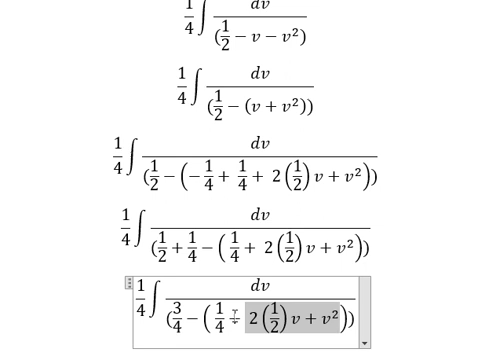 1/4 ∫ dv/(1/2 − v − v²)
1/4 ∫ dv/(1/2 − (v + v²))
1/4 ∫ dv/(1/2 − (−1/4 + 1/4 + 2(1/2)v + v²))
1/4 ∫ dv/(1/2 + 1/4 − (1/4 + 2(1/2)v + v²))
1/4 ∫ dv/(3/4 − (1/4 + 2(1/2)v + v²))